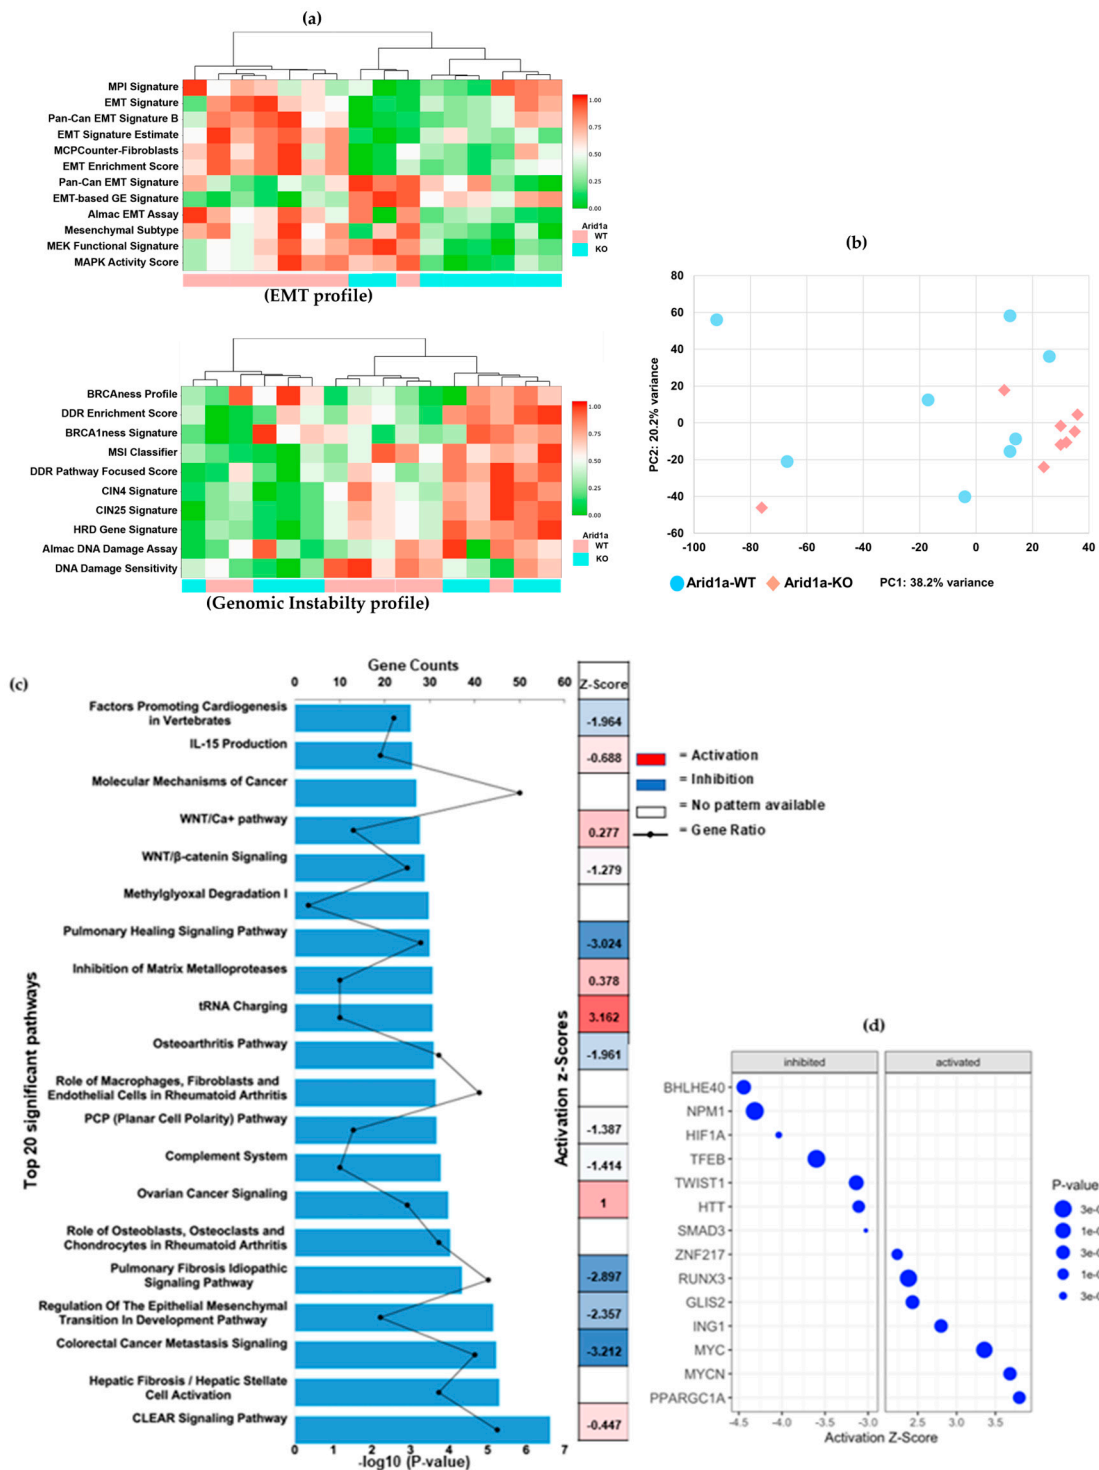 (a)
MPI Signature
EMT Signature
Pan-Can EMT Signature B
EMT Signature Estimate
MCPCounter-Fibroblasts
EMT Enrichment Score
Pan-Can EMT Signature
EMT-based GE Signature
Almac EMT Assay
Mesenchymal Subtype
MEK Functional Signature
MAPK Activity Score
1.00
0.75
0.50
0.25
0.00
Arid1a
WT
KO
(EMT profile)
BRCAness Profile
DDR Enrichment Score
BRCA1ness Signature
MSI Classifier
DDR Pathway Focused Score
CIN4 Signature
CIN25 Signature
HRD Gene Signature
Almac DNA Damage Assay
DNA Damage Sensitivity
1.00
0.75
0.50
0.25
0.00
Arid1a
WT
KO
(Genomic Instabilty profile)
(b)
PC2: 20.2% variance
80
60
40
20
0
-20
-40
-60
-100 -80 -60 -40 -20 0 20 40
Arid1a-WT Arid1a-KO PC1: 38.2% variance
(c)
Gene Counts
0 10 20 30 40 50 60
Top 20 significant pathways
Factors Promoting Cardiogenesis
in Vertebrates
IL-15 Production
Molecular Mechanisms of Cancer
WNT/Ca+ pathway
WNT/β-catenin Signaling
Methylglyoxal Degradation I
Pulmonary Healing Signaling Pathway
Inhibition of Matrix Metalloproteases
tRNA Charging
Osteoarthritis Pathway
Role of Macrophages, Fibroblasts and
Endothelial Cells in Rheumatoid Arthritis
PCP (Planar Cell Polarity) Pathway
Complement System
Ovarian Cancer Signaling
Role of Osteoblasts, Osteoclasts and
Chondrocytes in Rheumatoid Arthritis
Pulmonary Fibrosis Idiopathic
Signaling Pathway
Regulation Of The Epithelial Mesenchymal
Transition In Development Pathway
Colorectal Cancer Metastasis Signaling
Hepatic Fibrosis / Hepatic Stellate
Cell Activation
CLEAR Signaling Pathway
0 1 2 3 4 5 6 7
-log10 (P-value)
Activation z-Scores
Z-Score
-1.964
-0.688
0.277
-1.279
-3.024
0.378
3.162
-1.961
-1.387
-1.414
1
-2.897
-2.357
-3.212
-0.447
= Activation
= Inhibition
= No pattern available
= Gene Ratio
(d)
inhibited activated
BHLHE40
NPM1
HIF1A
TFEB
TWIST1
HTT
SMAD3
ZNF217
RUNX3
GLIS2
ING1
MYC
MYCN
PPARGC1A
-4.5 -4.0 -3.5 -3.0 2.5 3.0 3.5
Activation Z-Score
P-value
3e-0
1e-0
3e-0
1e-0
3e-0